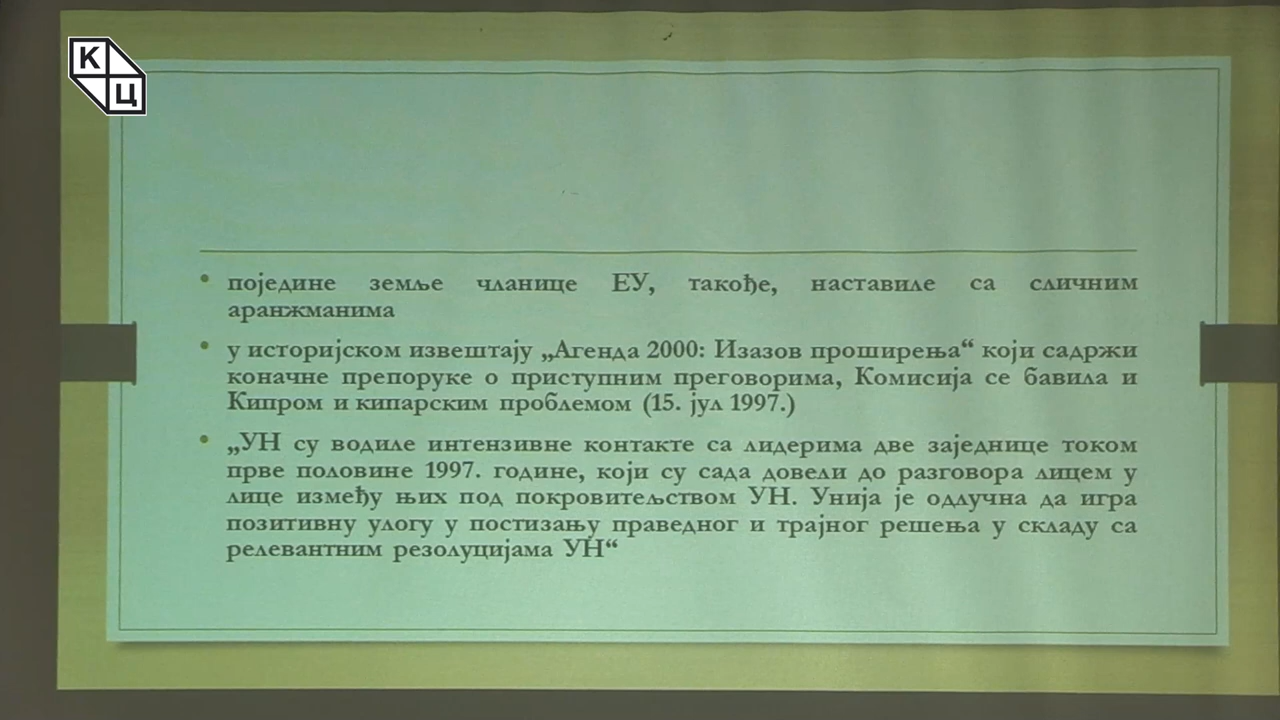 К
Ц
поједине земље чланице ЕУ, такође, наставиле са сличним
аранжманима
у историјском извештају „Агенда 2000: Изазов проширења“ који садржи
коначне препоруке о приступним преговорима, Комисија се бавила и
Кипром и кипарским проблемом (15. јул 1997.)
„УН су водиле интензивне контакте са лидерима две заједнице током
прве половине 1997. године, који су сада довели до разговора лицем у
лице између њих под покровитељством УН. Унија је одлучна да игра
позитивну улогу у постизању праведног и трајног решења у складу са
релевантним резолуцијама УН“